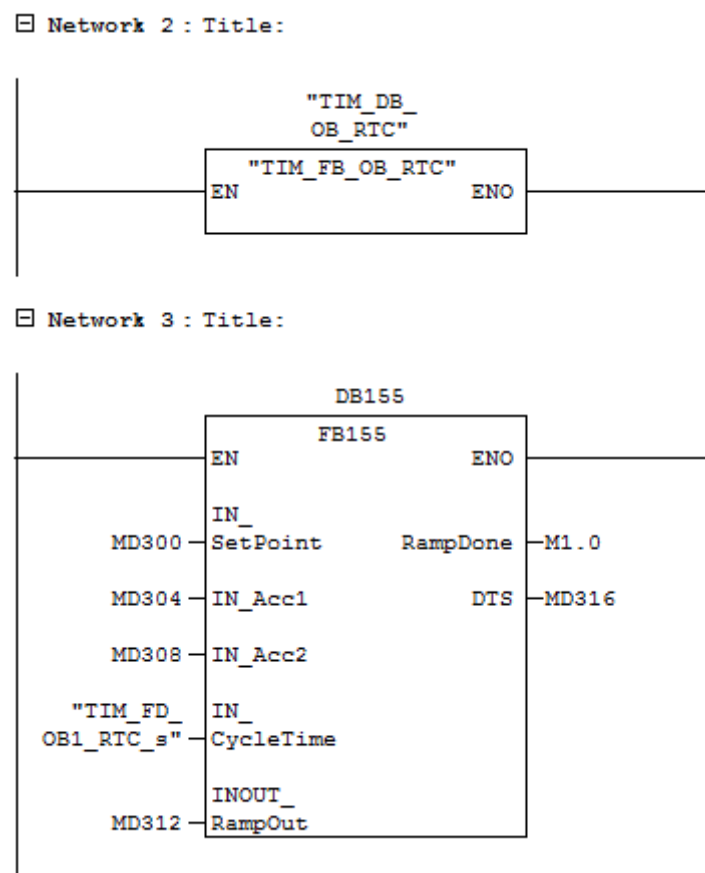 Network 2 : Title:
"TIM_DB_
OB_RTC"
"TIM_FB_OB_RTC"
EN ENO
Network 3 : Title:
DB155
FB155
EN ENO
IN_
MD300 SetPoint RampDone M1.0
MD304 IN_Acc1 DTS MD316
MD308 IN_Acc2
"TIM_FD_ IN_
OB1_RTC_s" CycleTime
INOUT_
MD312 RampOut